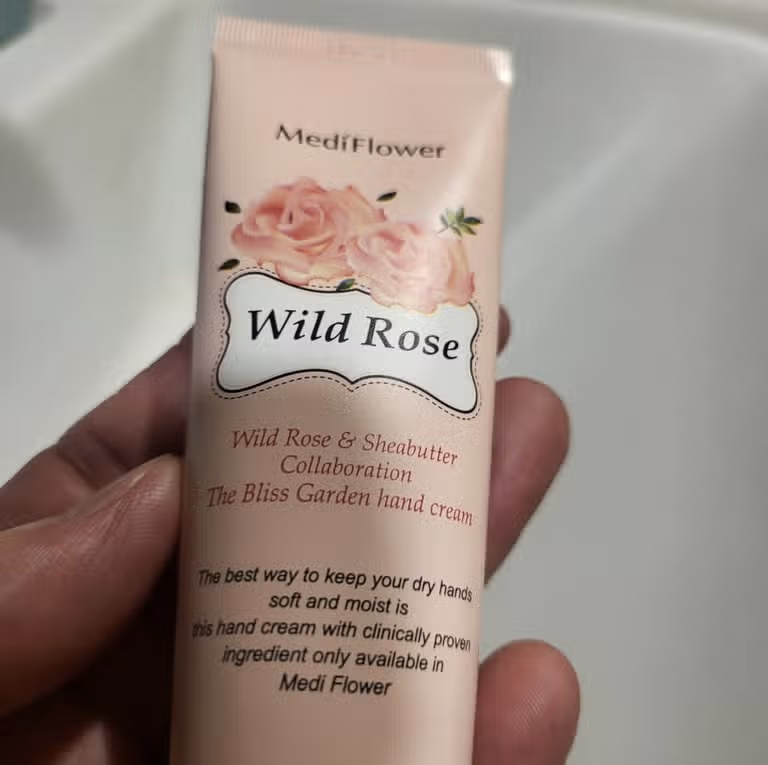 MedíFlower
Wild Rose
Wild Rose & Sheabutter
Collaboration
The Bliss Garden hand cream
The best way to keep your dry hands
soft and moist is
this hand cream with clinically proven
ingredient only available in
Medi Flower